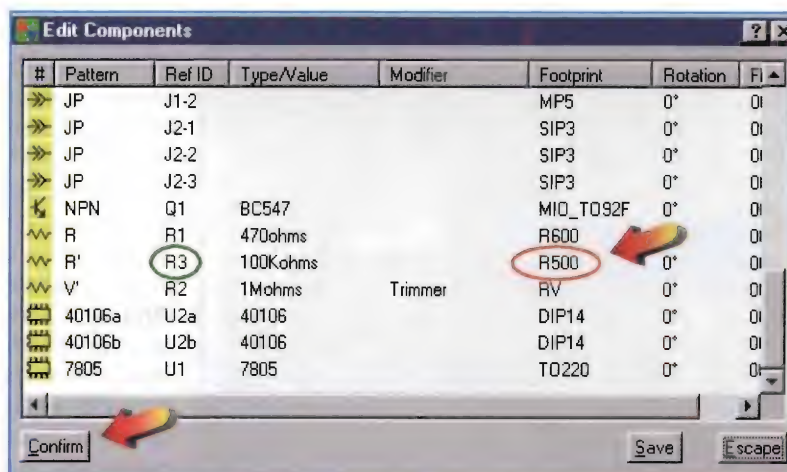 Edit Components
# Pattern Ref ID Type/Value Modifier Footprint Rotation
JP J1-2 MP5 0°
JP J2-1 SIP3 0°
JP J2-2 SIP3 0°
JP J2-3 SIP3 0°
NPN Q1 BC547 MIO_TO92F 0°
R R1 470ohms R600 0°
R' R3 100Kohms R500 0°
V' R2 1Mohms Trimmer RV 0°
40106a U2a 40106 DIP14 0°
40106b U2b 40106 DIP14 0°
7805 U1 7805 TO220 0°
Confirm Save Escape